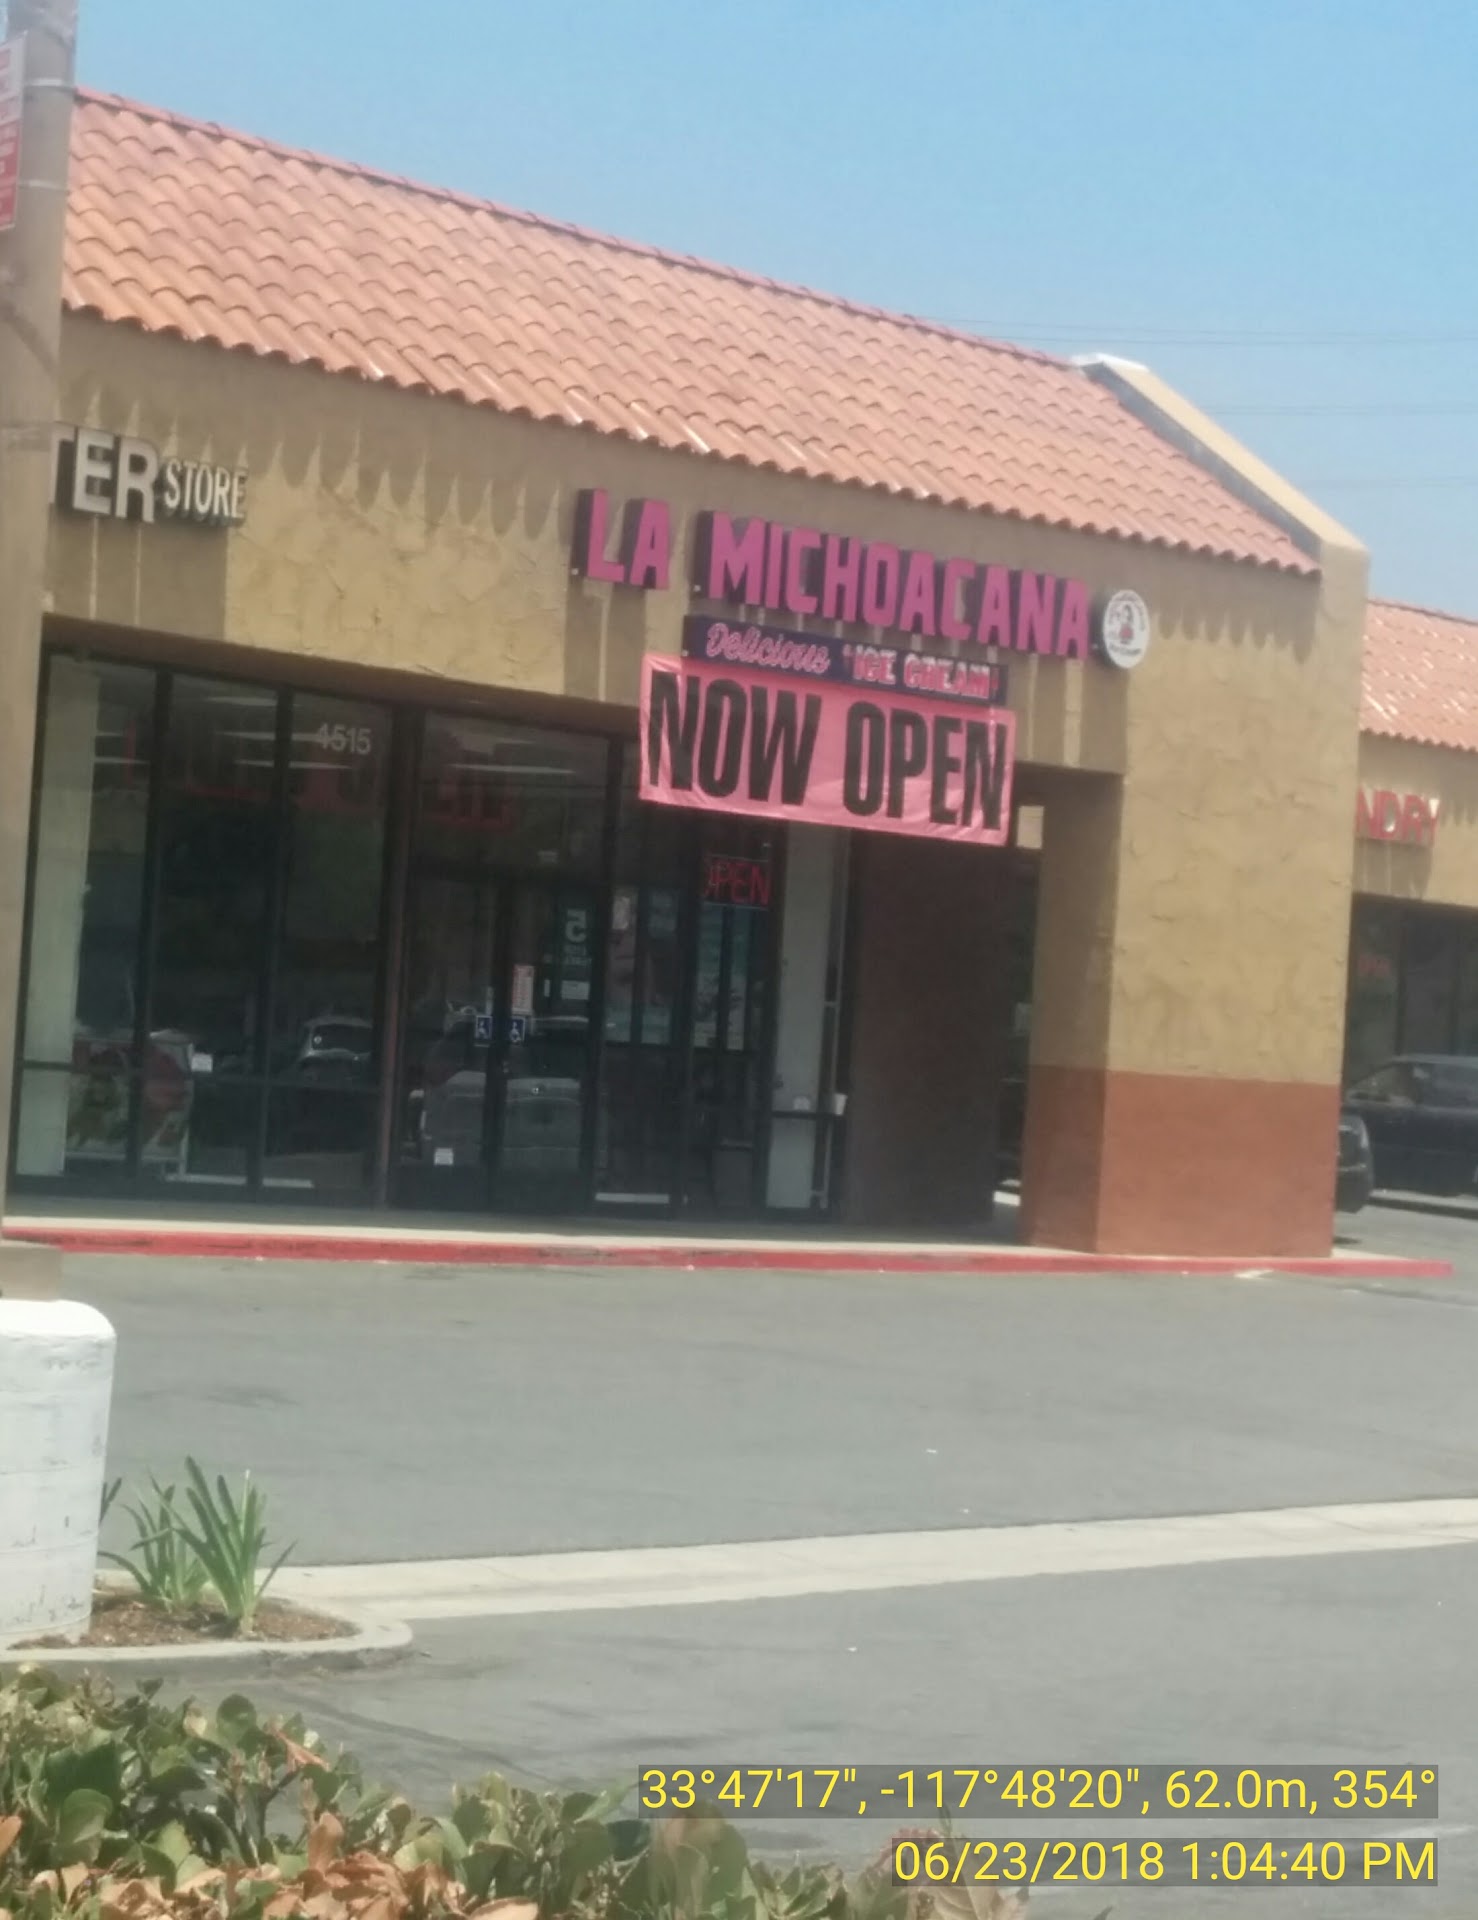 TER STORE
LA MICHOACANA
Delicious "ICE CREAM"
NOW OPEN
4515
OPEN
NDRY
33°47'17", -117°48'20", 62.0m, 354°
06/23/2018 1:04:40 PM